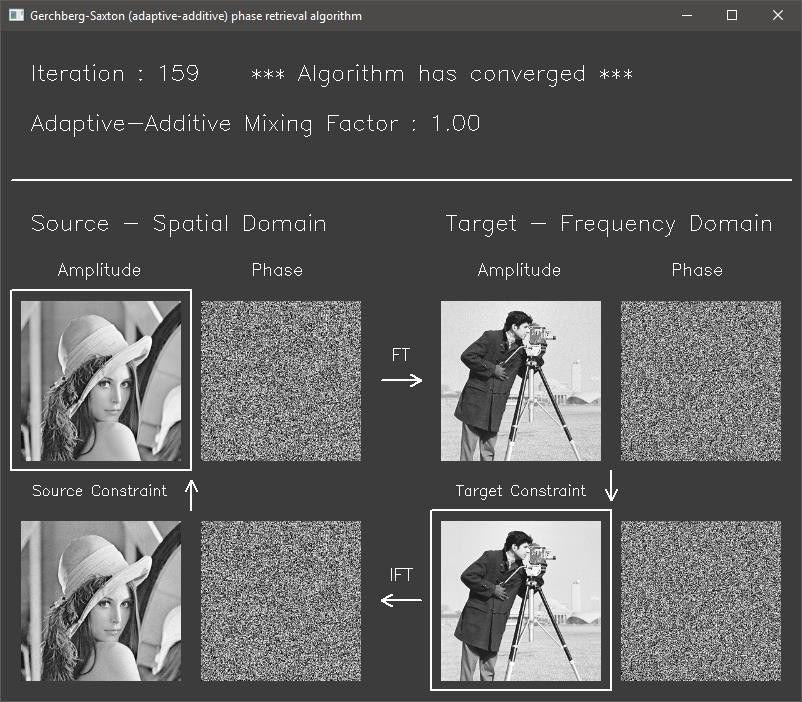 Gerchberg-Saxton (adaptive-additive) phase retrieval algorithm
Iteration : 159 *** Algorithm has converged ***
Adaptive-Additive Mixing Factor : 1.00
Source - Spatial Domain
Target - Frequency Domain
Amplitude
Phase
Amplitude
Phase
FT
Source Constraint
Target Constraint
IFT